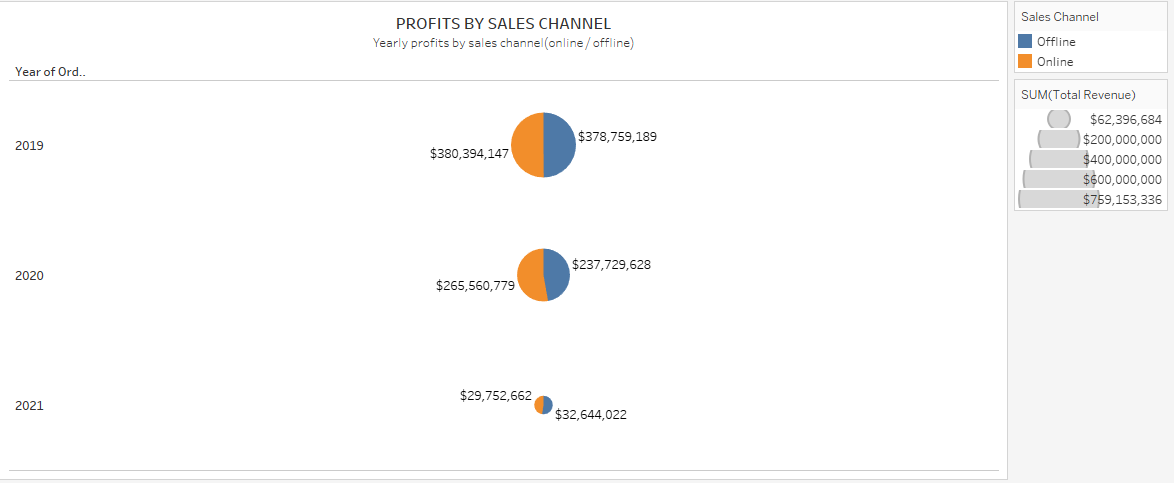 PROFITS BY SALES CHANNEL
Yearly profits by sales channel(online / offline)
Year of Ord..
2019
$378,759,189
$380,394,147
2020
$237,729,628
$265,560,779
2021
$29,752,662
$32,644,022
Sales Channel
Offline
Online
SUM(Total Revenue)
$62,396,684
$200,000,000
$400,000,000
$600,000,000
$759,153,336